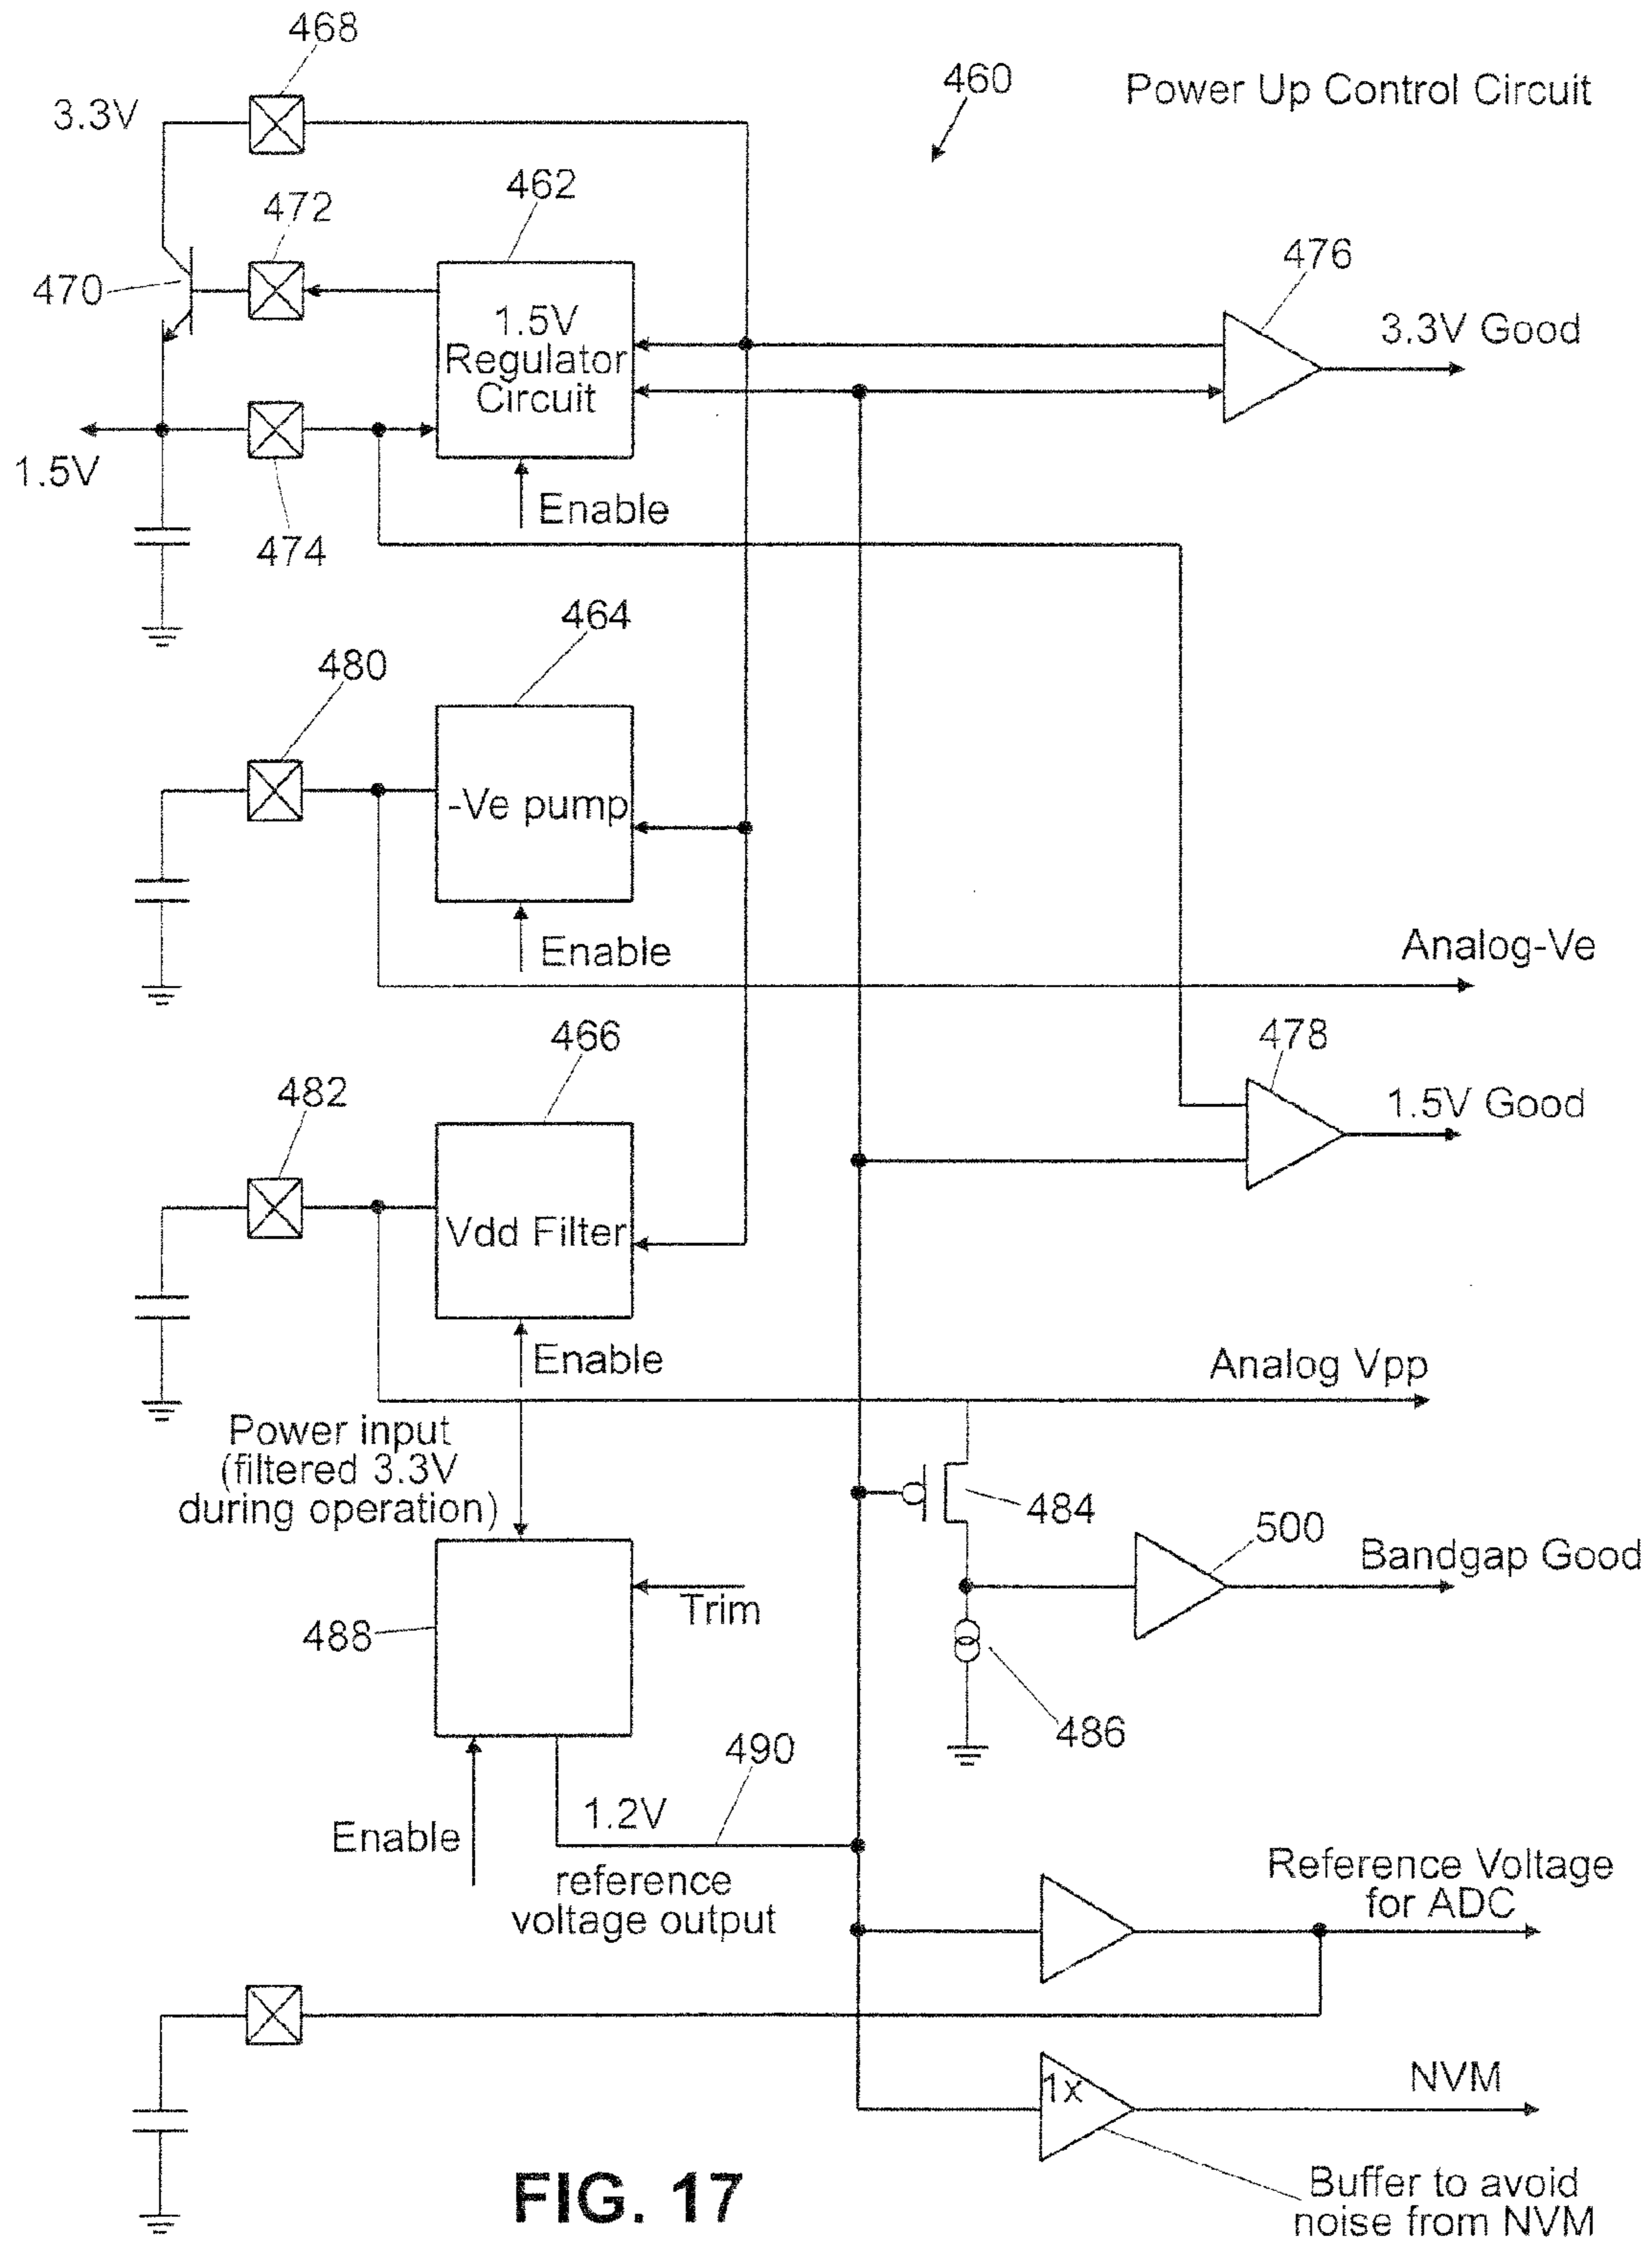 468
3.3V
460
Power Up Control Circuit
472
462
470
1.5V
Regulator
Circuit
476
3.3V Good
1.5V
474
Enable
464
480
-Ve pump
Enable
Analog-Ve
466
478
482
1.5V Good
Vdd Filter
Enable
Analog Vpp
Power input
(filtered 3.3V
during operation)
484
500
Bandgap Good
Trim
488
486
490
1.2V
Enable
reference
voltage output
Reference Voltage
for ADC
1x
NVM
FIG. 17
Buffer to avoid
noise from NVM